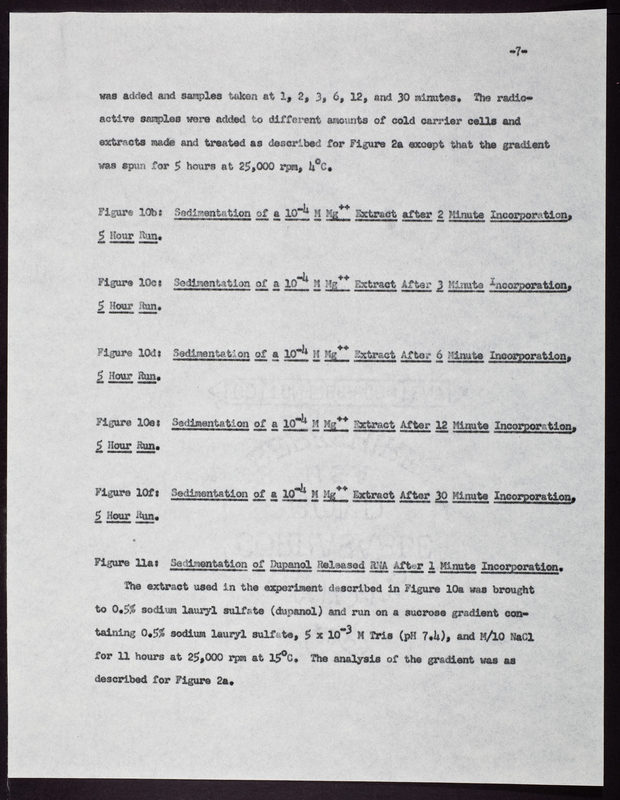 -7-
was added and samples taken at 1, 2, 3, 6, 12, and 30 minutes. The radio-
active samples were added to different amounts of cold carrier cells and
extracts made and treated as described for Figure 2a except that the gradient
was spun for 5 hours at 25,000 rpm, 4°C.
Figure 10b: Sedimentation of a 10⁻⁴ M Mg⁺⁺ Extract after 2 Minute Incorporation,
5 Hour Run.
Figure 10c: Sedimentation of a 10⁻⁴ M Mg⁺⁺ Extract After 3 Minute Incorporation,
5 Hour Run.
Figure 10d: Sedimentation of a 10⁻⁴ M Mg⁺⁺ Extract After 6 Minute Incorporation,
5 Hour Run.
Figure 10e: Sedimentation of a 10⁻⁴ M Mg⁺⁺ Extract After 12 Minute Incorporation,
5 Hour Run.
Figure 10f: Sedimentation of a 10⁻⁴ M Mg⁺⁺ Extract After 30 Minute Incorporation,
5 Hour Run.
Figure 11a: Sedimentation of Dupanol Released RNA After 1 Minute Incorporation.
The extract used in the experiment described in Figure 10a was brought
to 0.5% sodium lauryl sulfate (dupanol) and run on a sucrose gradient con-
taining 0.5% sodium lauryl sulfate, 5 x 10⁻³ M Tris (pH 7.4), and M/10 NaCl
for 11 hours at 25,000 rpm at 15°C. The analysis of the gradient was as
described for Figure 2a.